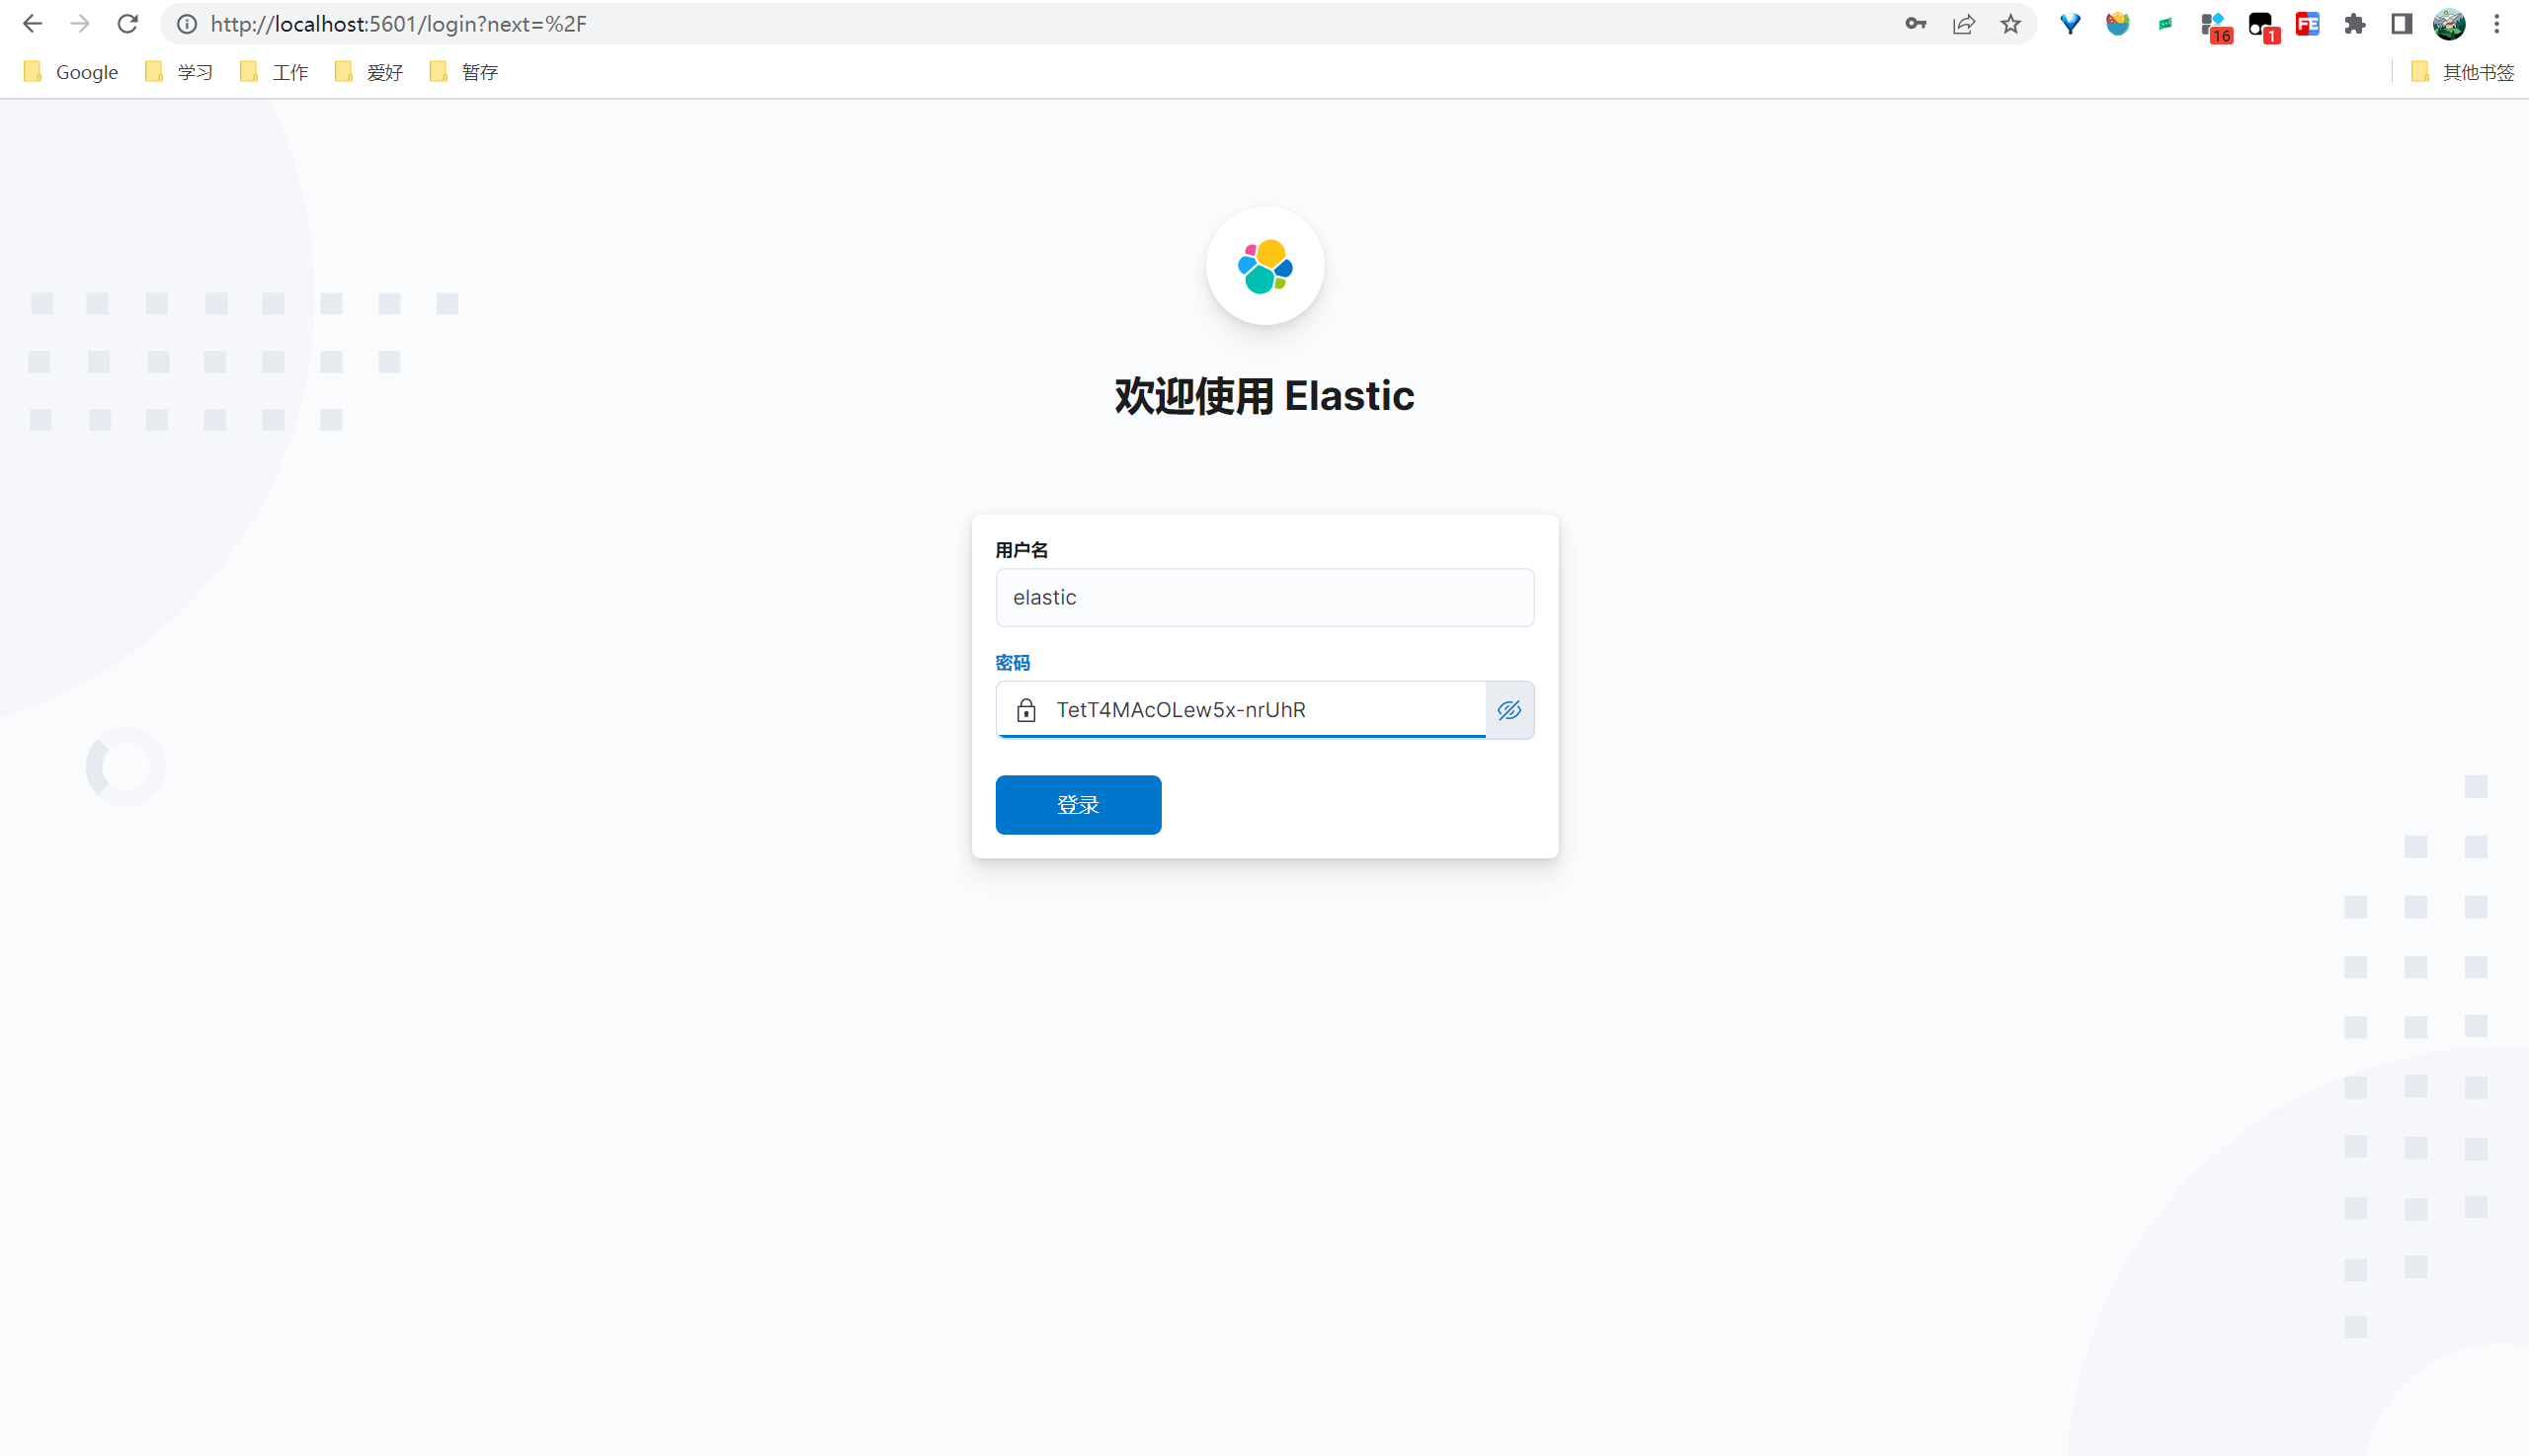 http://localhost:5601/login?next=%2F
16
1
FE
Google 学习 工作 爱好 暂存 其他书签
欢迎使用 Elastic
用户名
elastic
密码
TetT4MAcOLew5x-nrUhR
登录